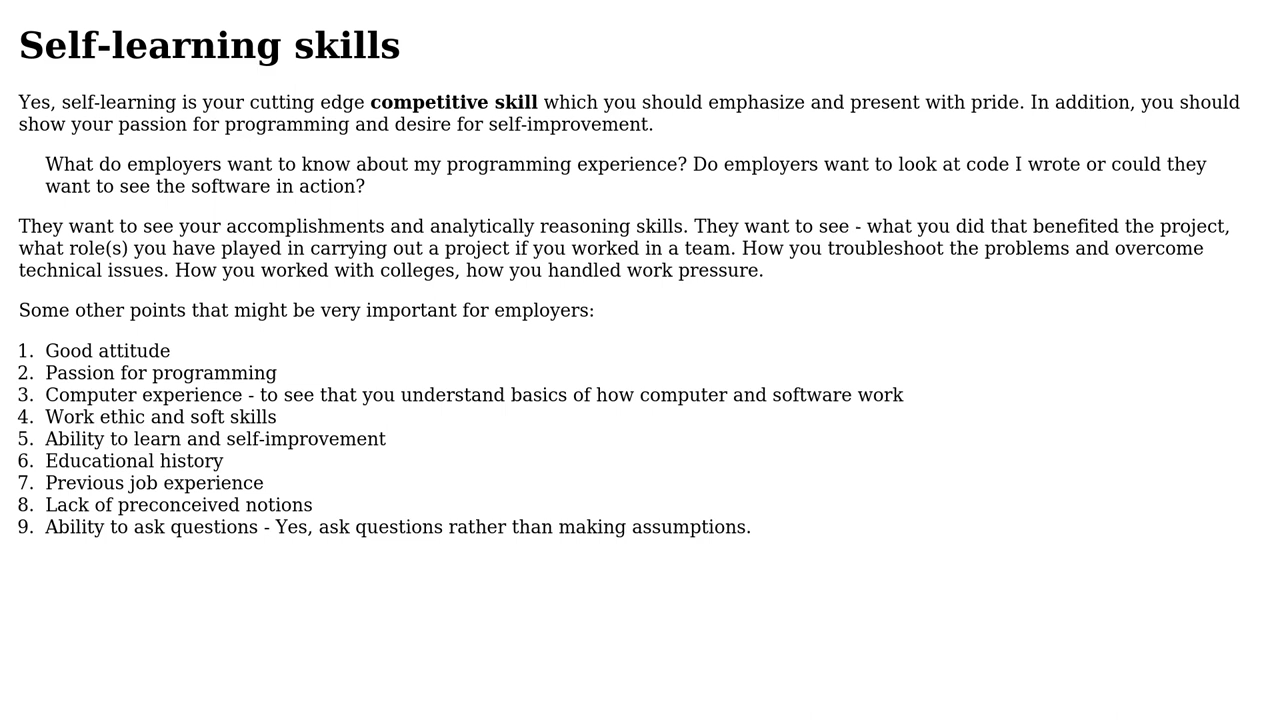 Self-learning skills
Yes, self-learning is your cutting edge competitive skill which you should emphasize and present with pride. In addition, you should
show your passion for programming and desire for self-improvement.
What do employers want to know about my programming experience? Do employers want to look at code I wrote or could they
want to see the software in action?
They want to see your accomplishments and analytically reasoning skills. They want to see - what you did that benefited the project,
what role(s) you have played in carrying out a project if you worked in a team. How you troubleshoot the problems and overcome
technical issues. How you worked with colleges, how you handled work pressure.
Some other points that might be very important for employers:
1. Good attitude
2. Passion for programming
3. Computer experience - to see that you understand basics of how computer and software work
4. Work ethic and soft skills
5. Ability to learn and self-improvement
6. Educational history
7. Previous job experience
8. Lack of preconceived notions
9. Ability to ask questions - Yes, ask questions rather than making assumptions.